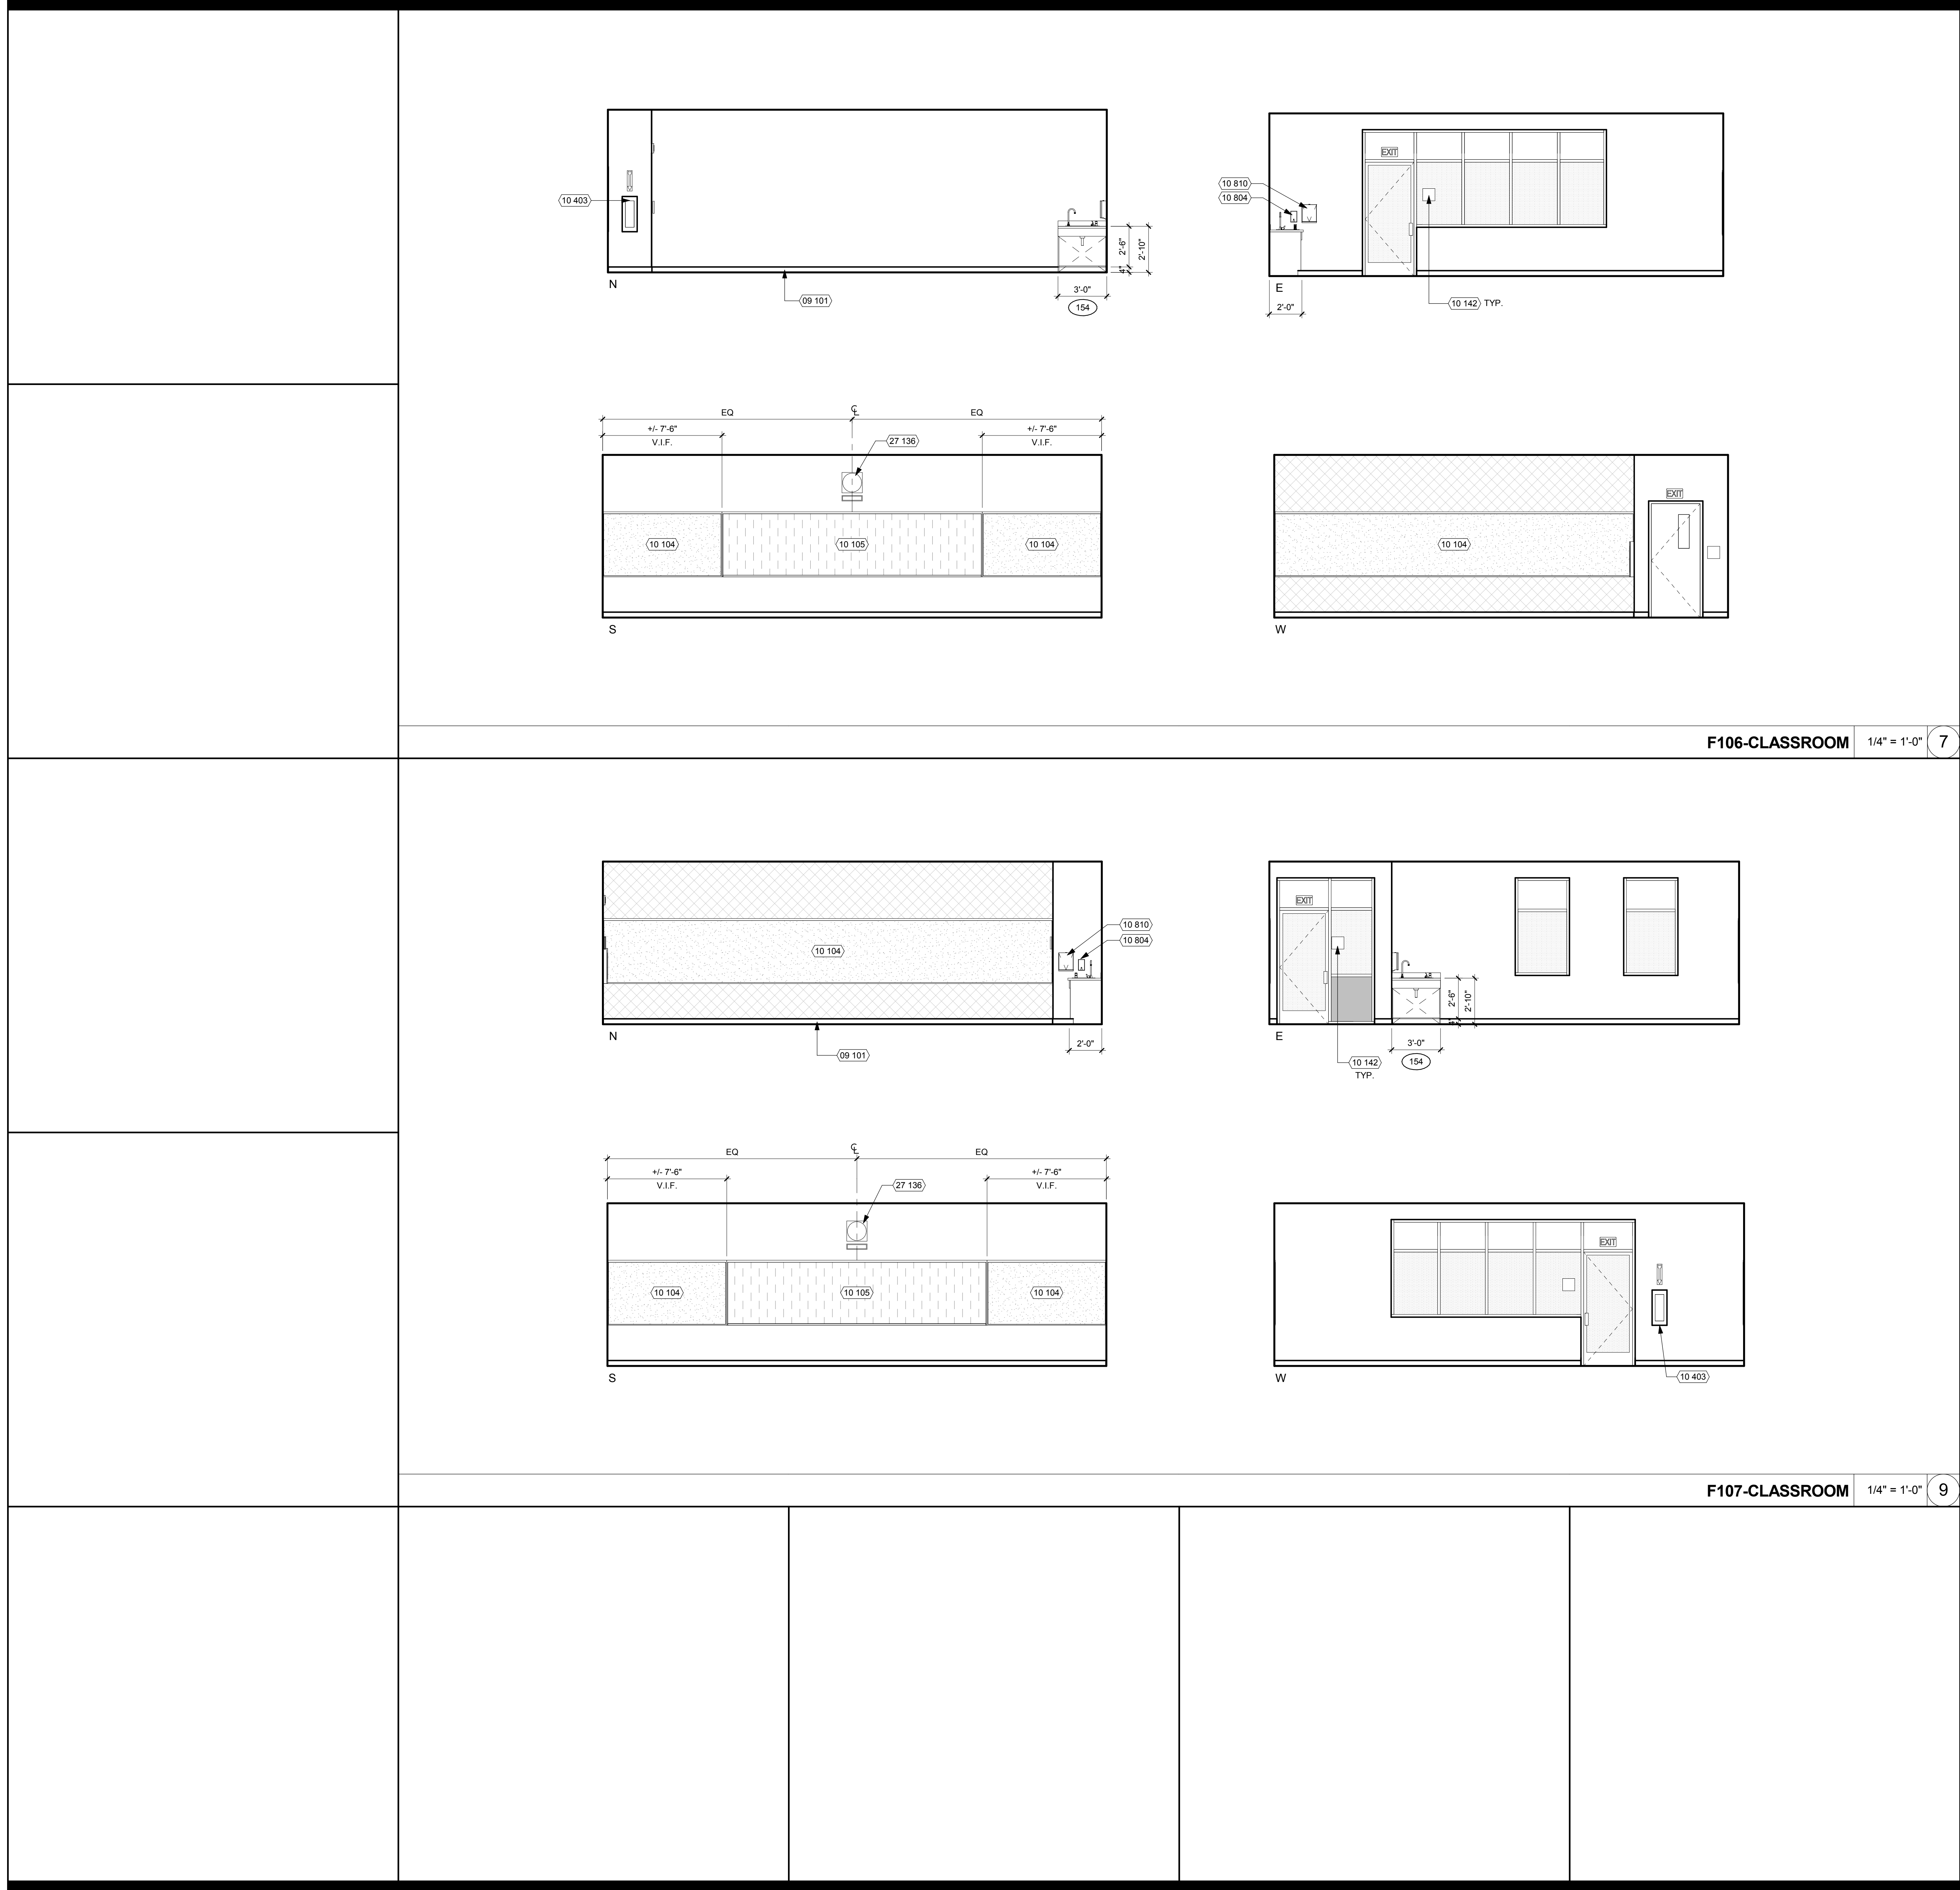 EXIT
10 403
10 810
10 804
2'-6"
2'-10"
4"
N
09 101
3'-0"
154
E
2'-0"
10 142 TYP.
EQ
CL
EQ
+/- 7'-6"
V.I.F.
+/- 7'-6"
V.I.F.
27 136
EXIT
10 104
10 105
10 104
10 104
S
W
F106-CLASSROOM
1/4" = 1'-0"
7
EXIT
10 810
10 804
10 104
2'-6"
2'-10"
4"
N
E
2'-0"
3'-0"
09 101
10 142
TYP.
154
EQ
CL
EQ
+/- 7'-6"
V.I.F.
+/- 7'-6"
V.I.F.
27 136
EXIT
10 104
10 105
10 104
S
W
10 403
F107-CLASSROOM
1/4" = 1'-0"
9